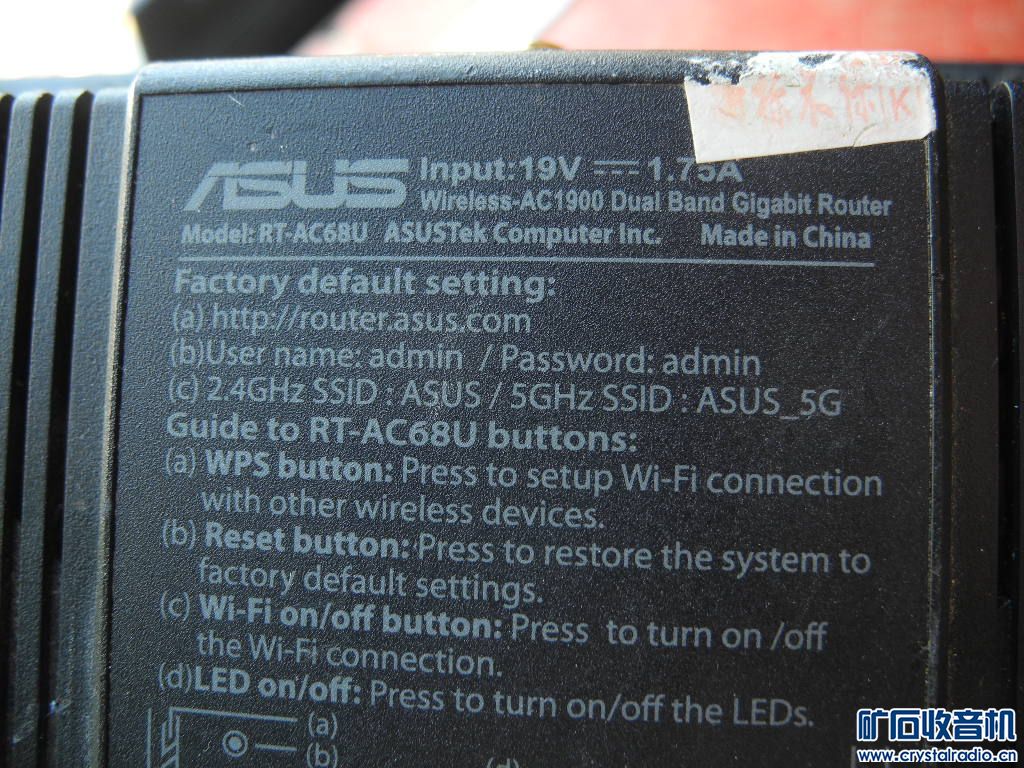 ASUS Input: 19V ⎓ 1.75A
Wireless-AC1900 Dual Band Gigabit Router
Model: RT-AC68U ASUSTek Computer Inc. Made in China
Factory default setting:
(a) http://router.asus.com
(b)User name: admin / Password: admin
(c) 2.4GHz SSID : ASUS / 5GHz SSID : ASUS_5G
Guide to RT-AC68U buttons:
(a) WPS button: Press to setup Wi-Fi connection
with other wireless devices.
(b) Reset button: Press to restore the system to
factory default settings.
(c) Wi-Fi on/off button: Press to turn on /off
the Wi-Fi connection.
(d)LED on/off: Press to turn on/off the LEDs.
(a)
(b)
(d)
矿石收音机
www.crystalradio.cn